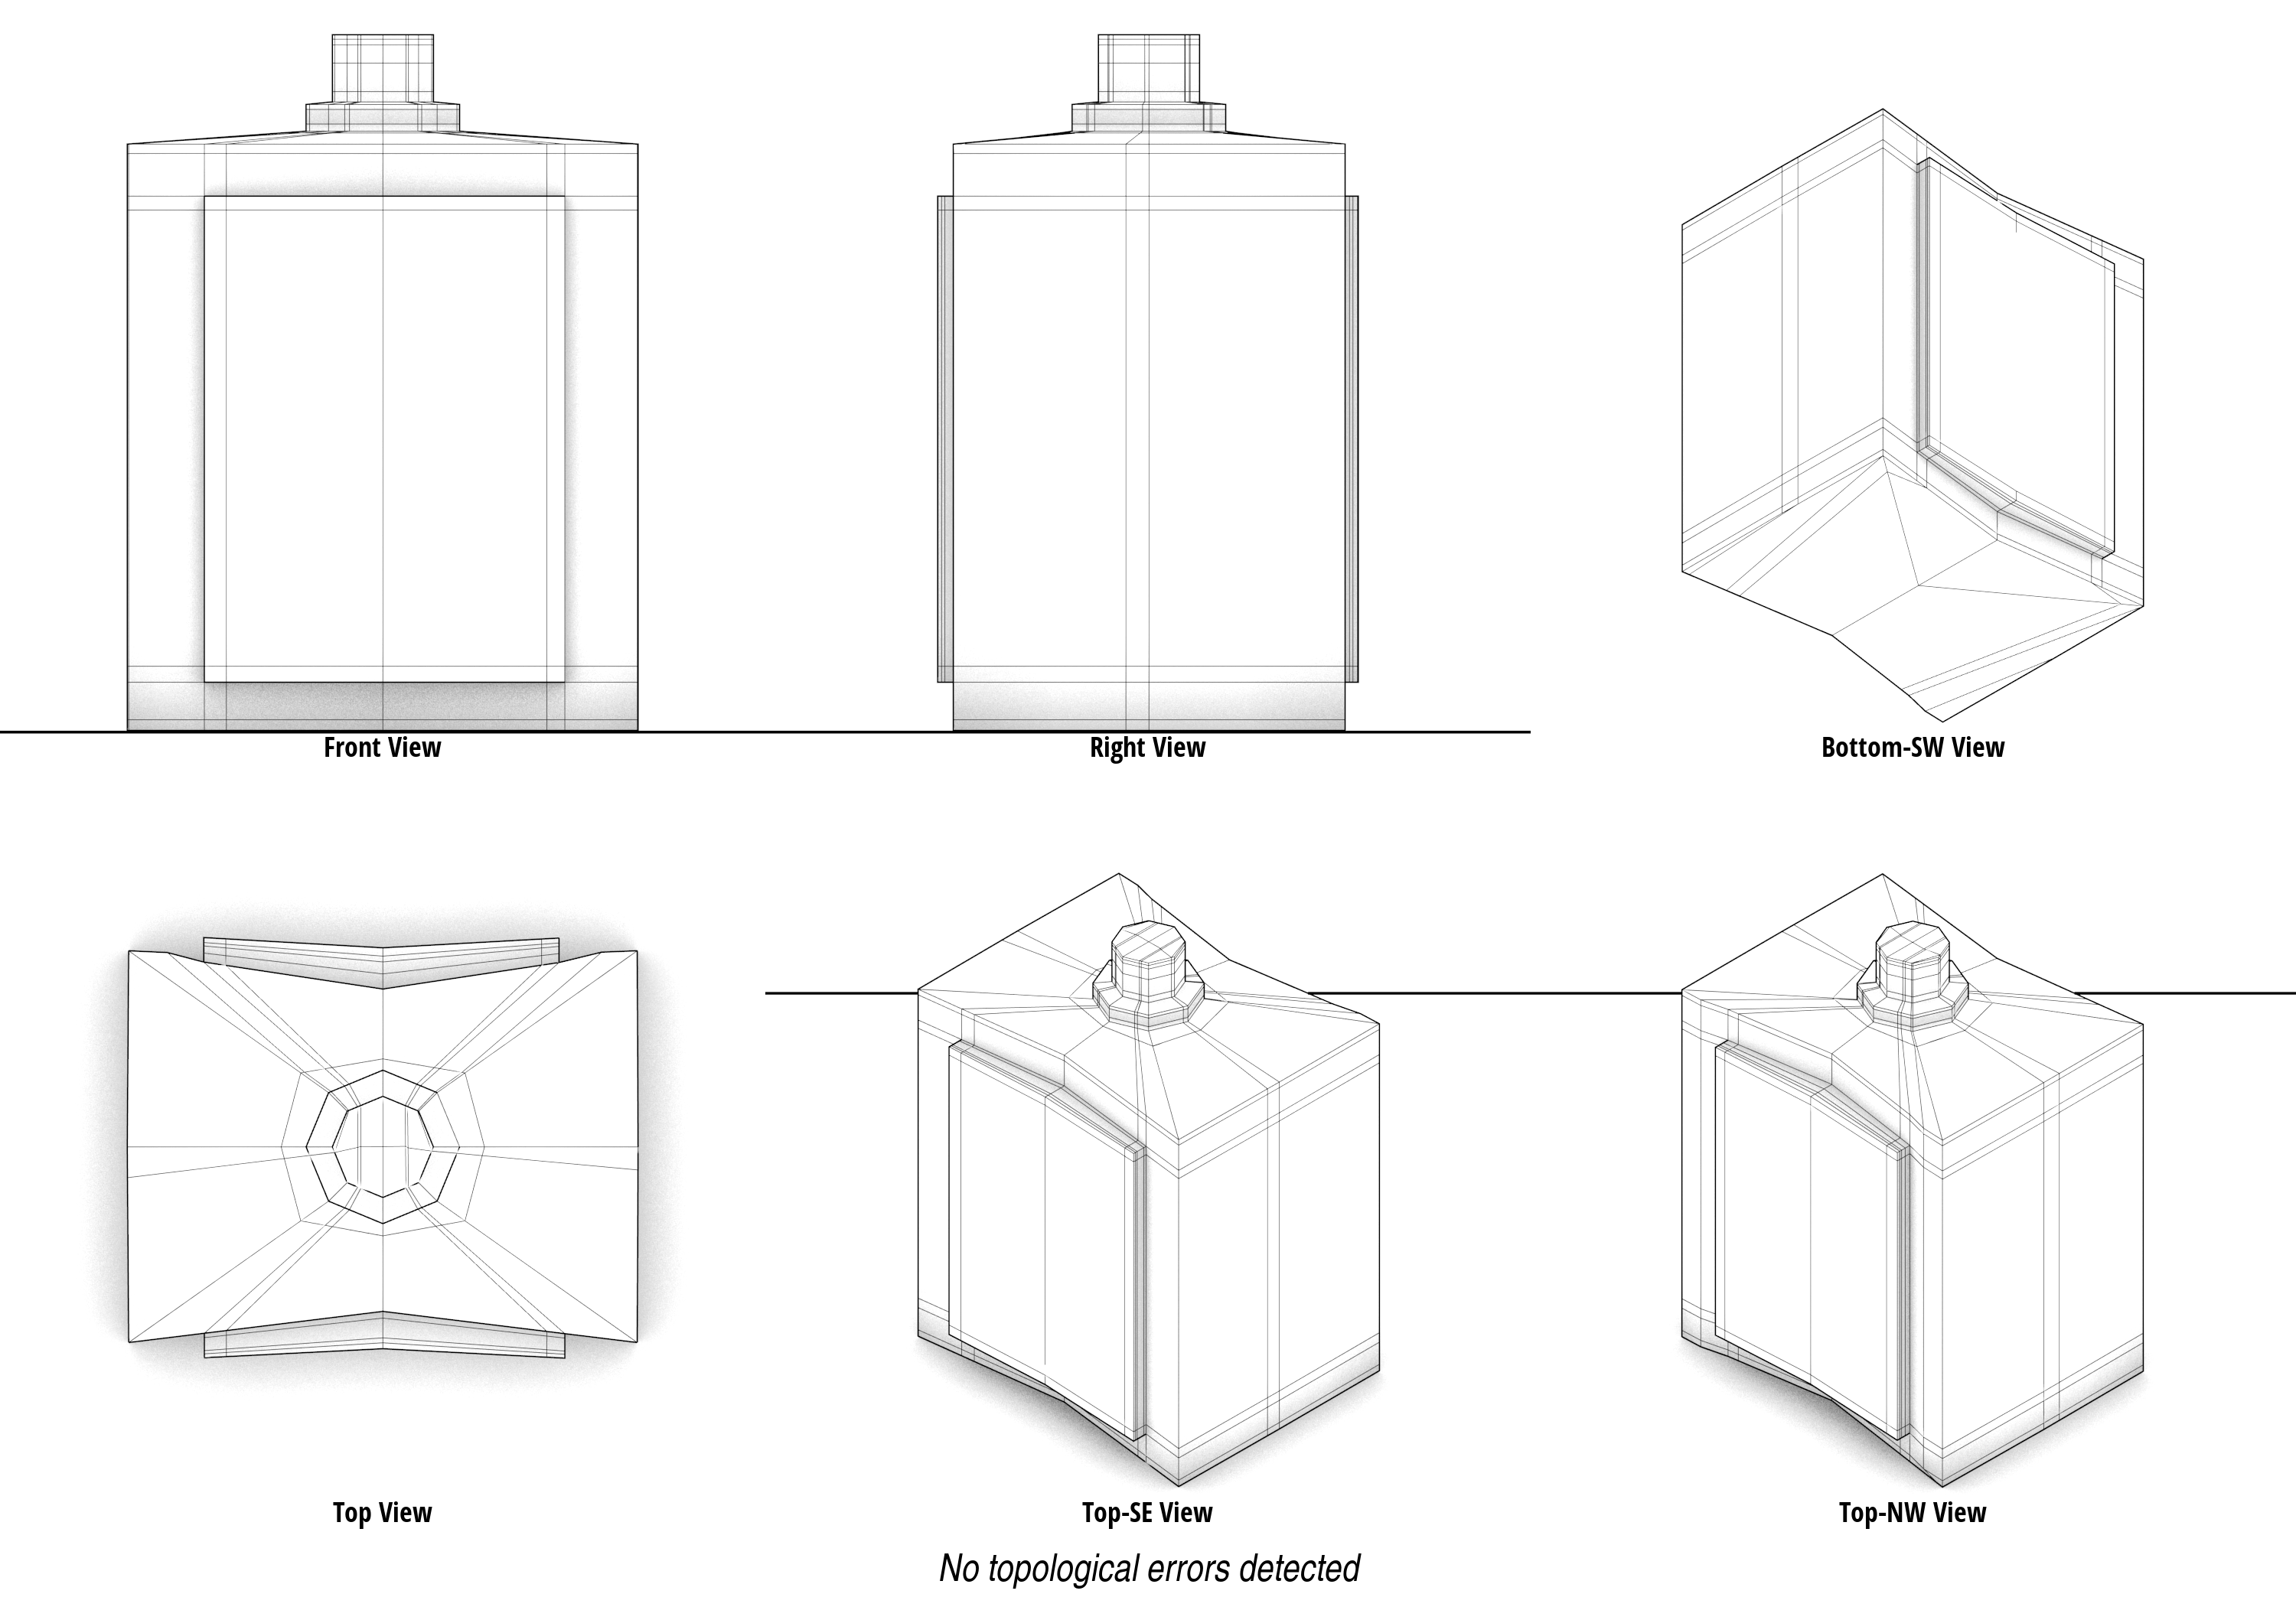 Front View
Right View
Bottom-SW View
Top View
Top-SE View
Top-NW View
No topological errors detected